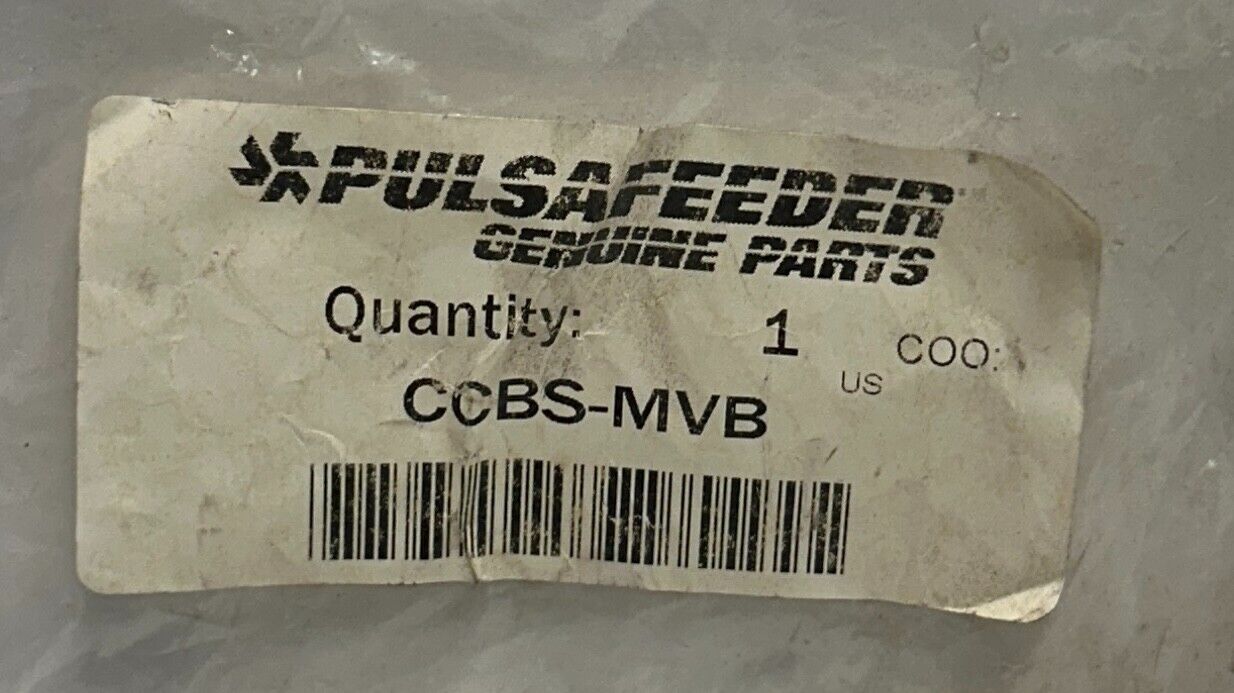 PULSAFEEDER
GENUINE PARTS
Quantity: 1 COO:
US
CCBS-MVB